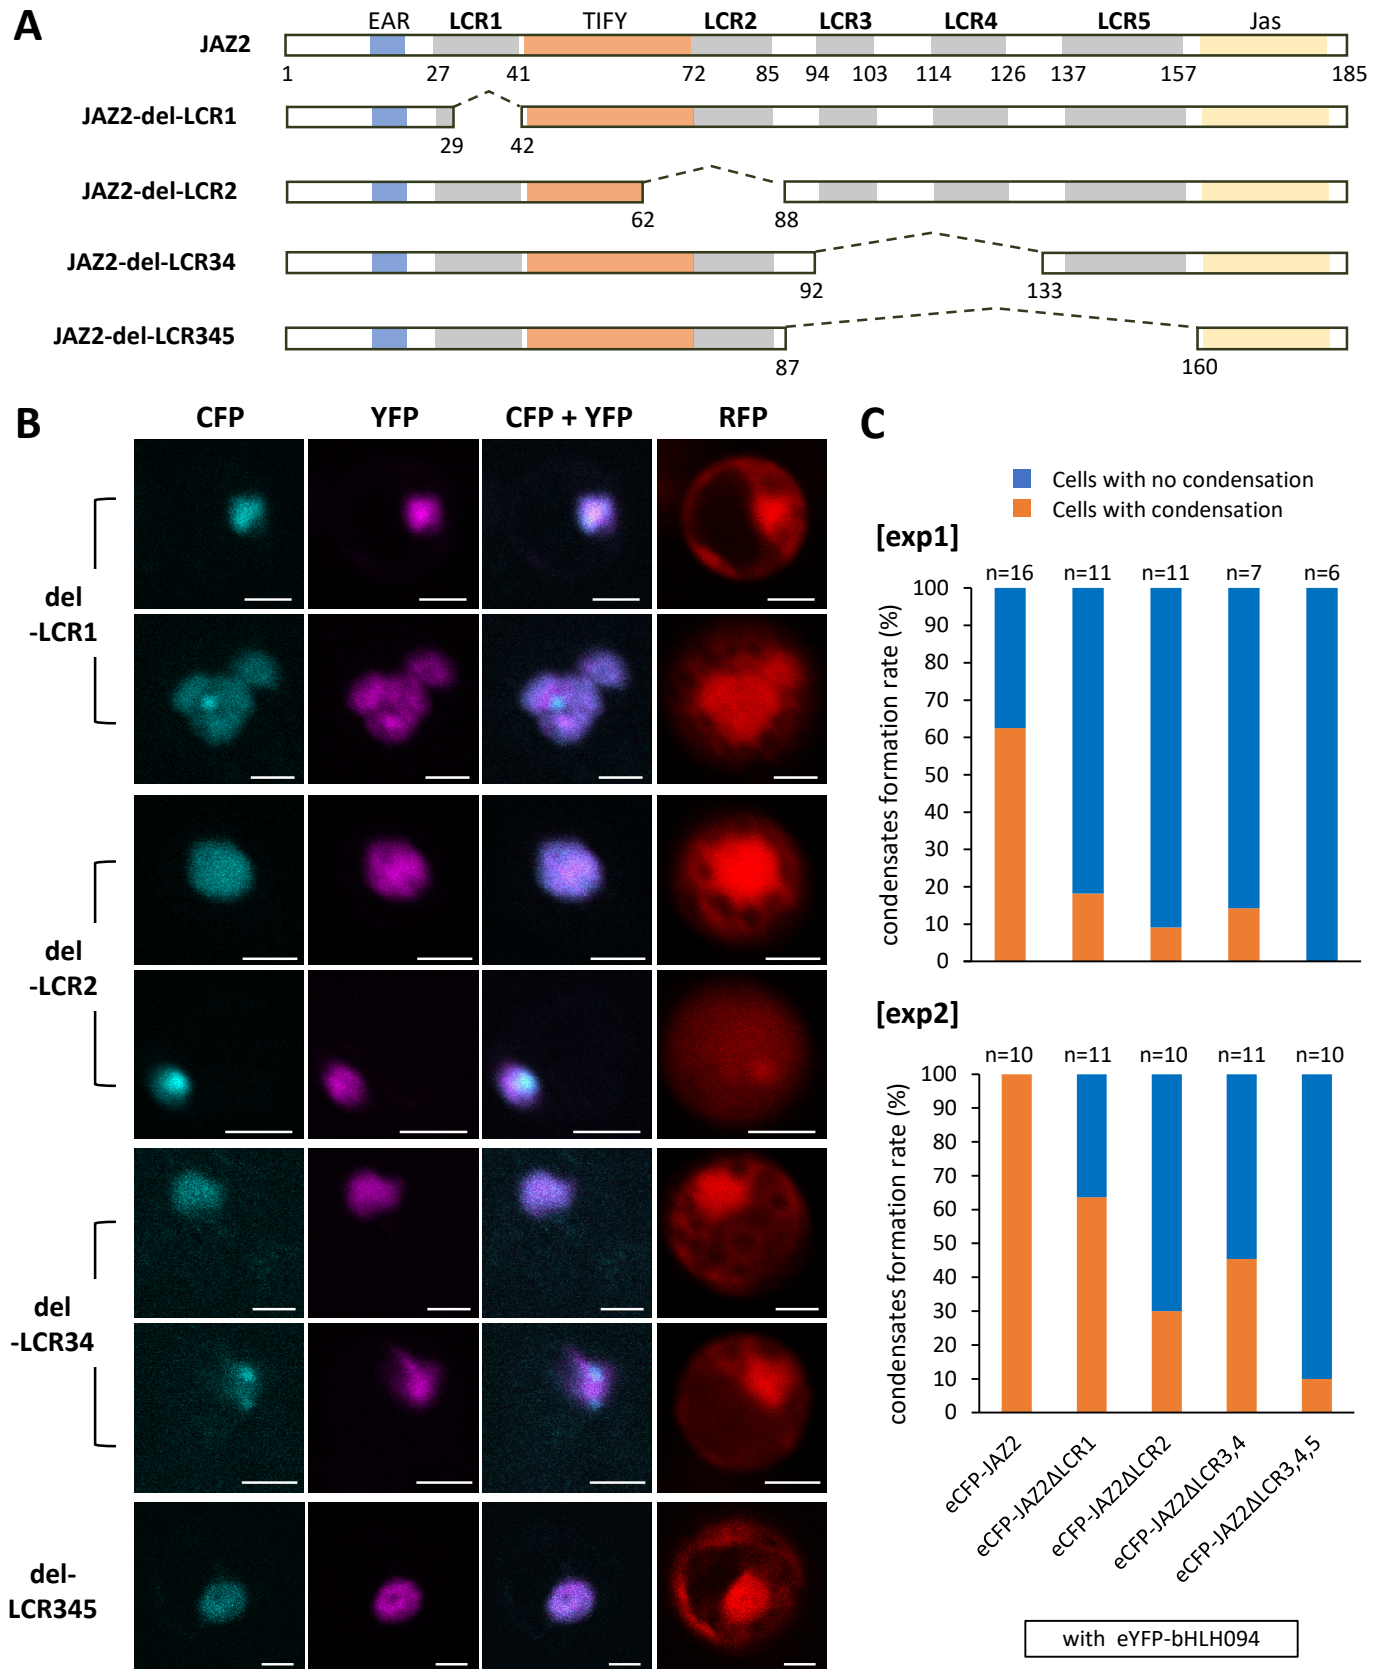 A
EAR LCR1 TIFY LCR2 LCR3 LCR4 LCR5 Jas
JAZ2
1 27 41 72 85 94 103 114 126 137 157 185
JAZ2-del-LCR1
29 42
JAZ2-del-LCR2
62 88
JAZ2-del-LCR34
92 133
JAZ2-del-LCR345
87 160
B
CFP YFP CFP + YFP RFP
del
-LCR1
del
-LCR2
del
-LCR34
del-
LCR345
C
Cells with no condensation
Cells with condensation
[exp1]
n=16 n=11 n=11 n=7 n=6
condensates formation rate (%)
100
90
80
70
60
50
40
30
20
10
0
[exp2]
n=10 n=11 n=10 n=11 n=10
condensates formation rate (%)
100
90
80
70
60
50
40
30
20
10
0
eCFP-JAZ2
eCFP-JAZ2ΔLCR1
eCFP-JAZ2ΔLCR2
eCFP-JAZ2ΔLCR3,4
eCFP-JAZ2ΔLCR3,4,5
with eYFP-bHLH094